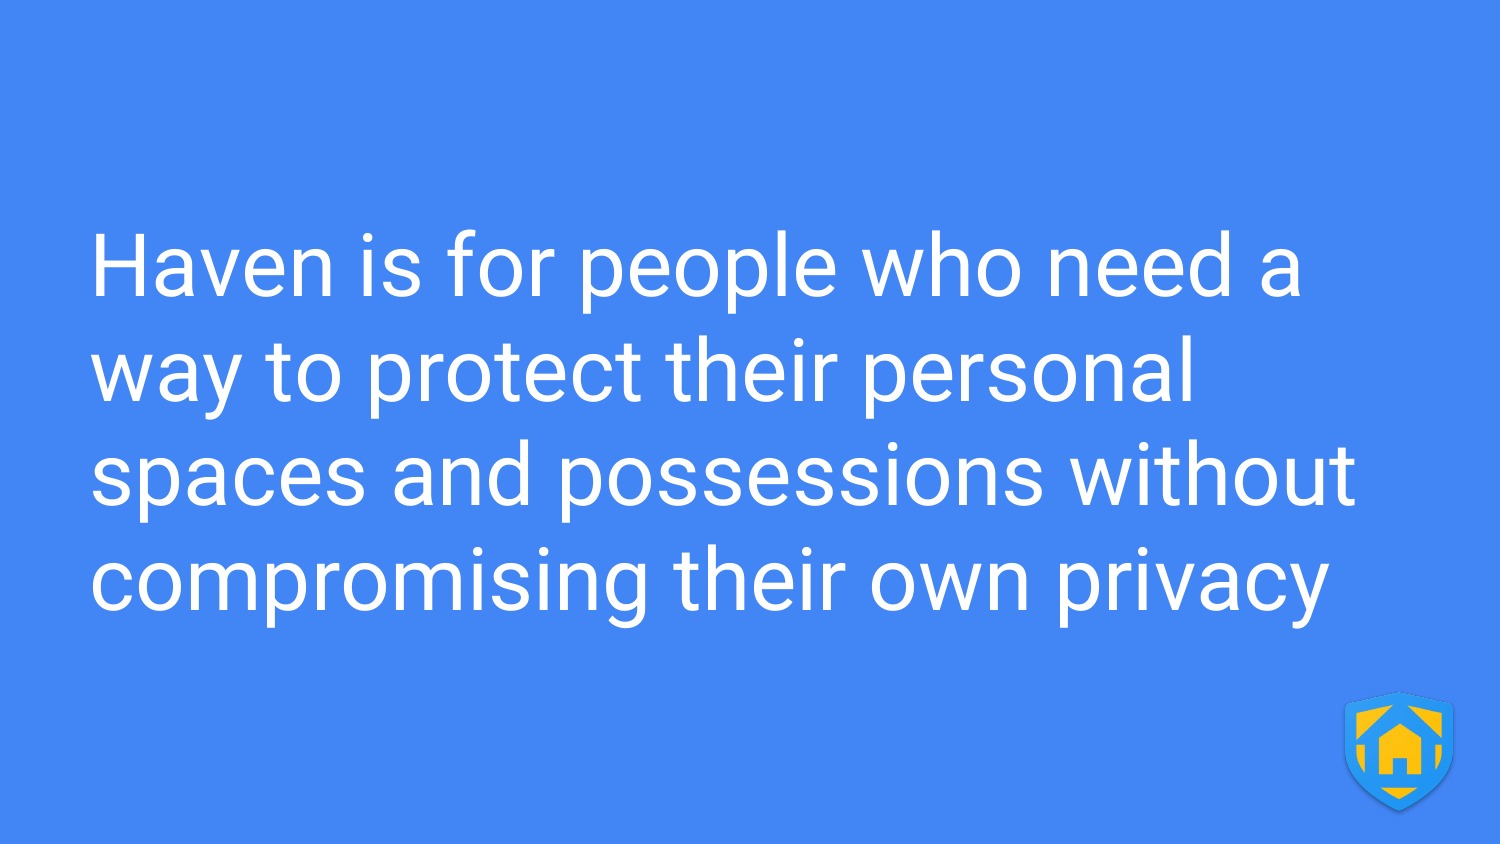 Haven is for people who need a
way to protect their personal
spaces and possessions without
compromising their own privacy